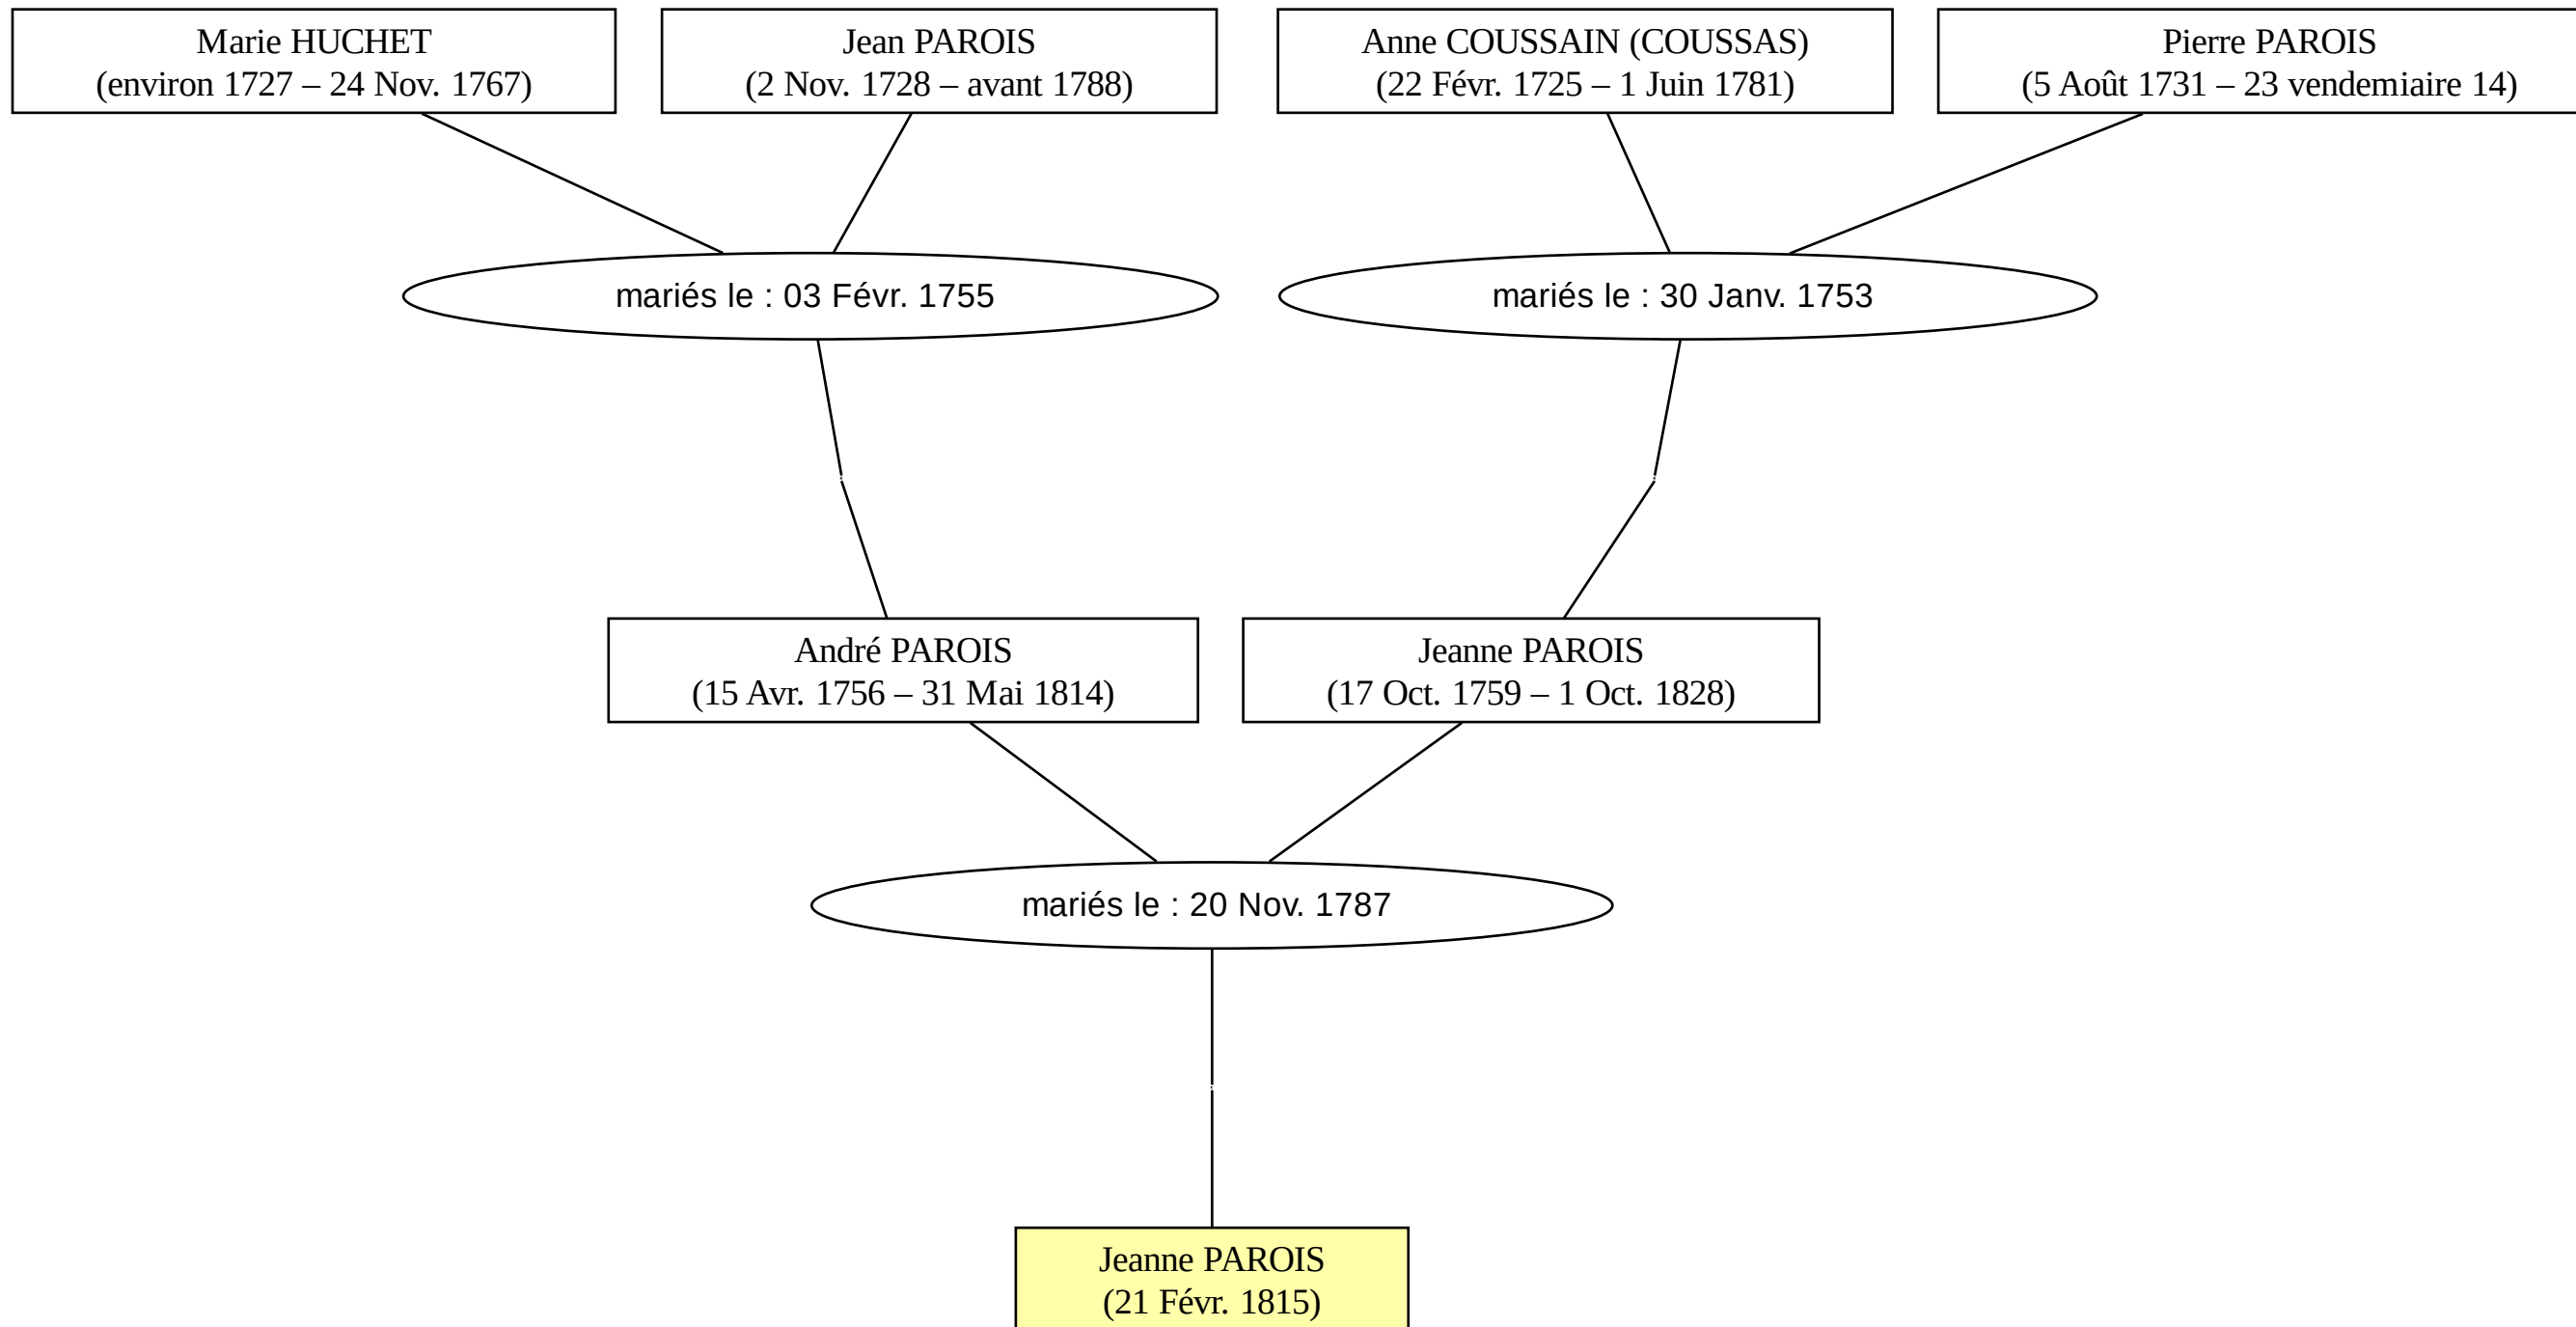 Marie HUCHET
(environ 1727 – 24 Nov. 1767)
Jean PAROIS
(2 Nov. 1728 – avant 1788)
Anne COUSSAIN (COUSSAS)
(22 Févr. 1725 – 1 Juin 1781)
Pierre PAROIS
(5 Août 1731 – 23 vendemiaire 14)
mariés le : 03 Févr. 1755
mariés le : 30 Janv. 1753
André PAROIS
(15 Avr. 1756 – 31 Mai 1814)
Jeanne PAROIS
(17 Oct. 1759 – 1 Oct. 1828)
mariés le : 20 Nov. 1787
Jeanne PAROIS
(21 Févr. 1815)